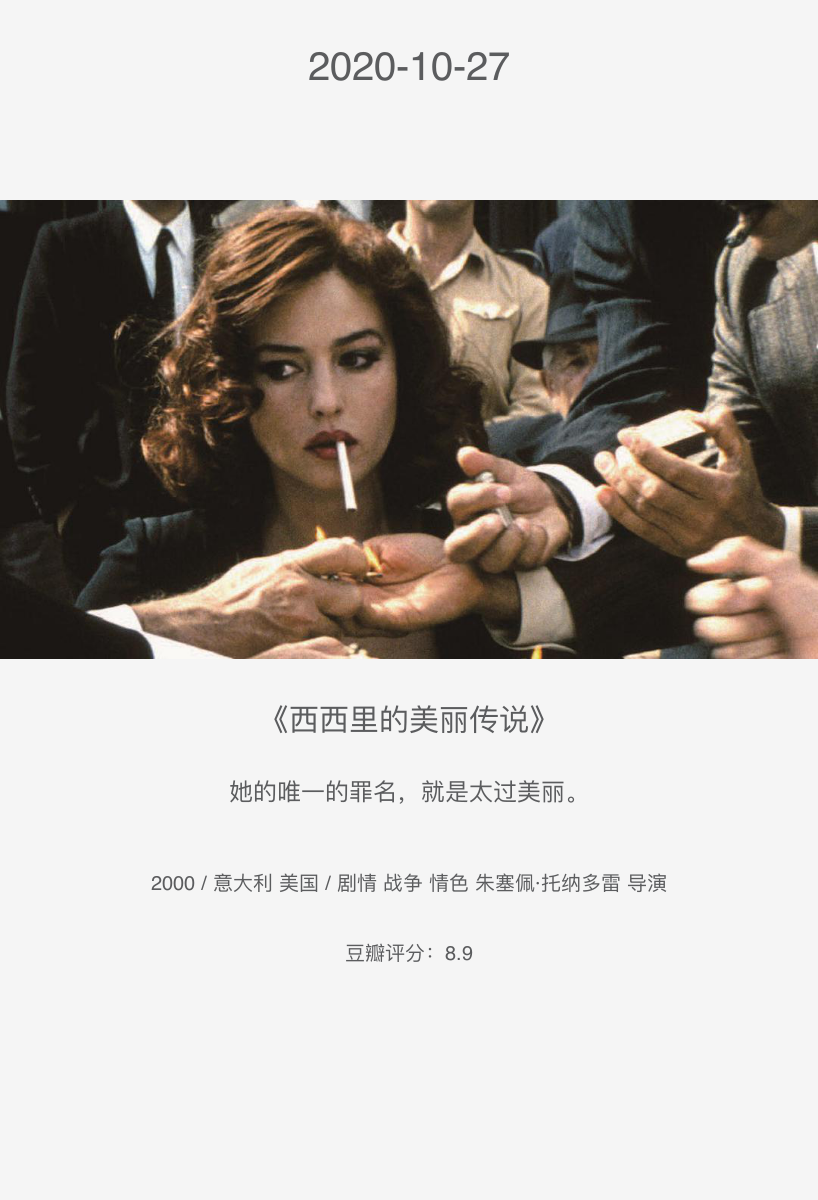 2020-10-27
《西西里的美丽传说》
她的唯一的罪名，就是太过美丽。
2000 / 意大利 美国 / 剧情 战争 情色 朱塞佩·托纳多雷 导演
豆瓣评分：8.9